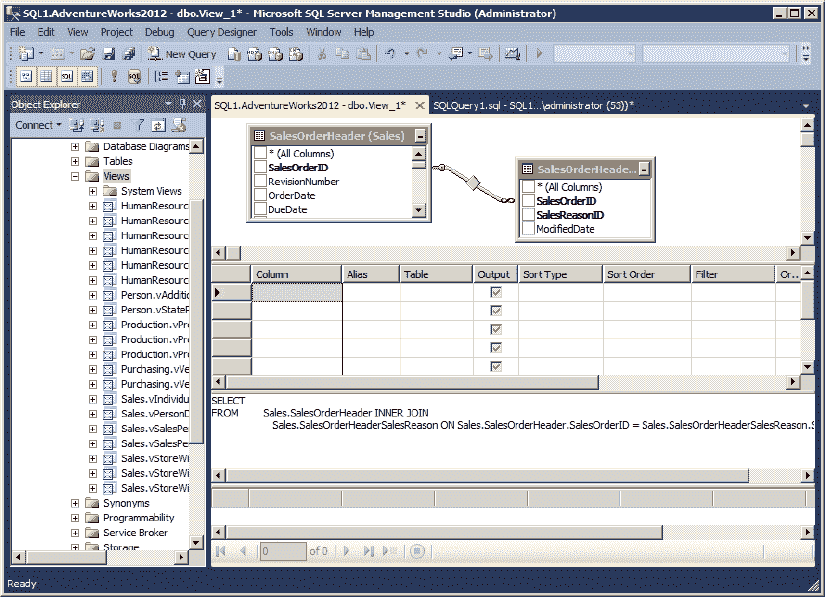 SQL1.AdventureWorks2012 - dbo.View_1* - Microsoft SQL Server Management Studio (Administrator)
File Edit View Project Debug Query Designer Tools Window Help
New Query
Object Explorer
SQL1.AdventureWorks2012 - dbo.View_1*
SQLQuery1.sql - SQL1...\administrator (53))*
Connect
Database Diagrams
Tables
Views
System Views
HumanResourc
HumanResourc
HumanResourc
HumanResourc
HumanResourc
HumanResourc
Person.vAdditio
Person.vStateP
Production.vPro
Production.vPro
Production.vPro
Purchasing.vVe
Purchasing.vVe
Sales.vIndividu
Sales.vPersonD
Sales.vSalesPe
Sales.vSalesPe
Sales.vStoreWi
Sales.vStoreWi
Sales.vStoreWi
Synonyms
Programmability
Service Broker
Storage
SalesOrderHeader (Sales)
* (All Columns)
SalesOrderID
RevisionNumber
OrderDate
DueDate
SalesOrderHeade...
* (All Columns)
SalesOrderID
SalesReasonID
ModifiedDate
Column Alias Table Output Sort Type Sort Order Filter Or...
SELECT
FROM Sales.SalesOrderHeader INNER JOIN
Sales.SalesOrderHeaderSalesReason ON Sales.SalesOrderHeader.SalesOrderID = Sales.SalesOrderHeaderSalesReason.S
0 of 0
Ready